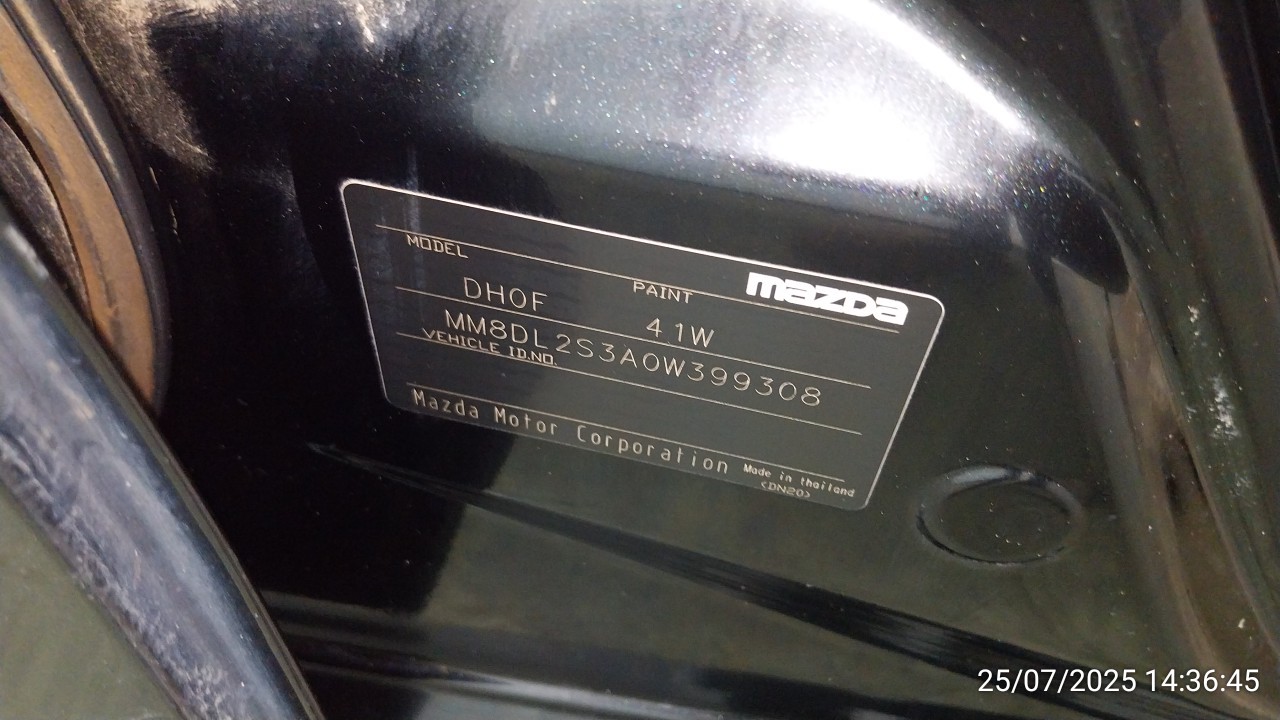 mazda
MODEL PAINT
DH0F 41W
MM8DL2S3A0W399308
VEHICLE ID.NO.
Mazda Motor Corporation Made in thailand
<DN20>
25/07/2025 14:36:45